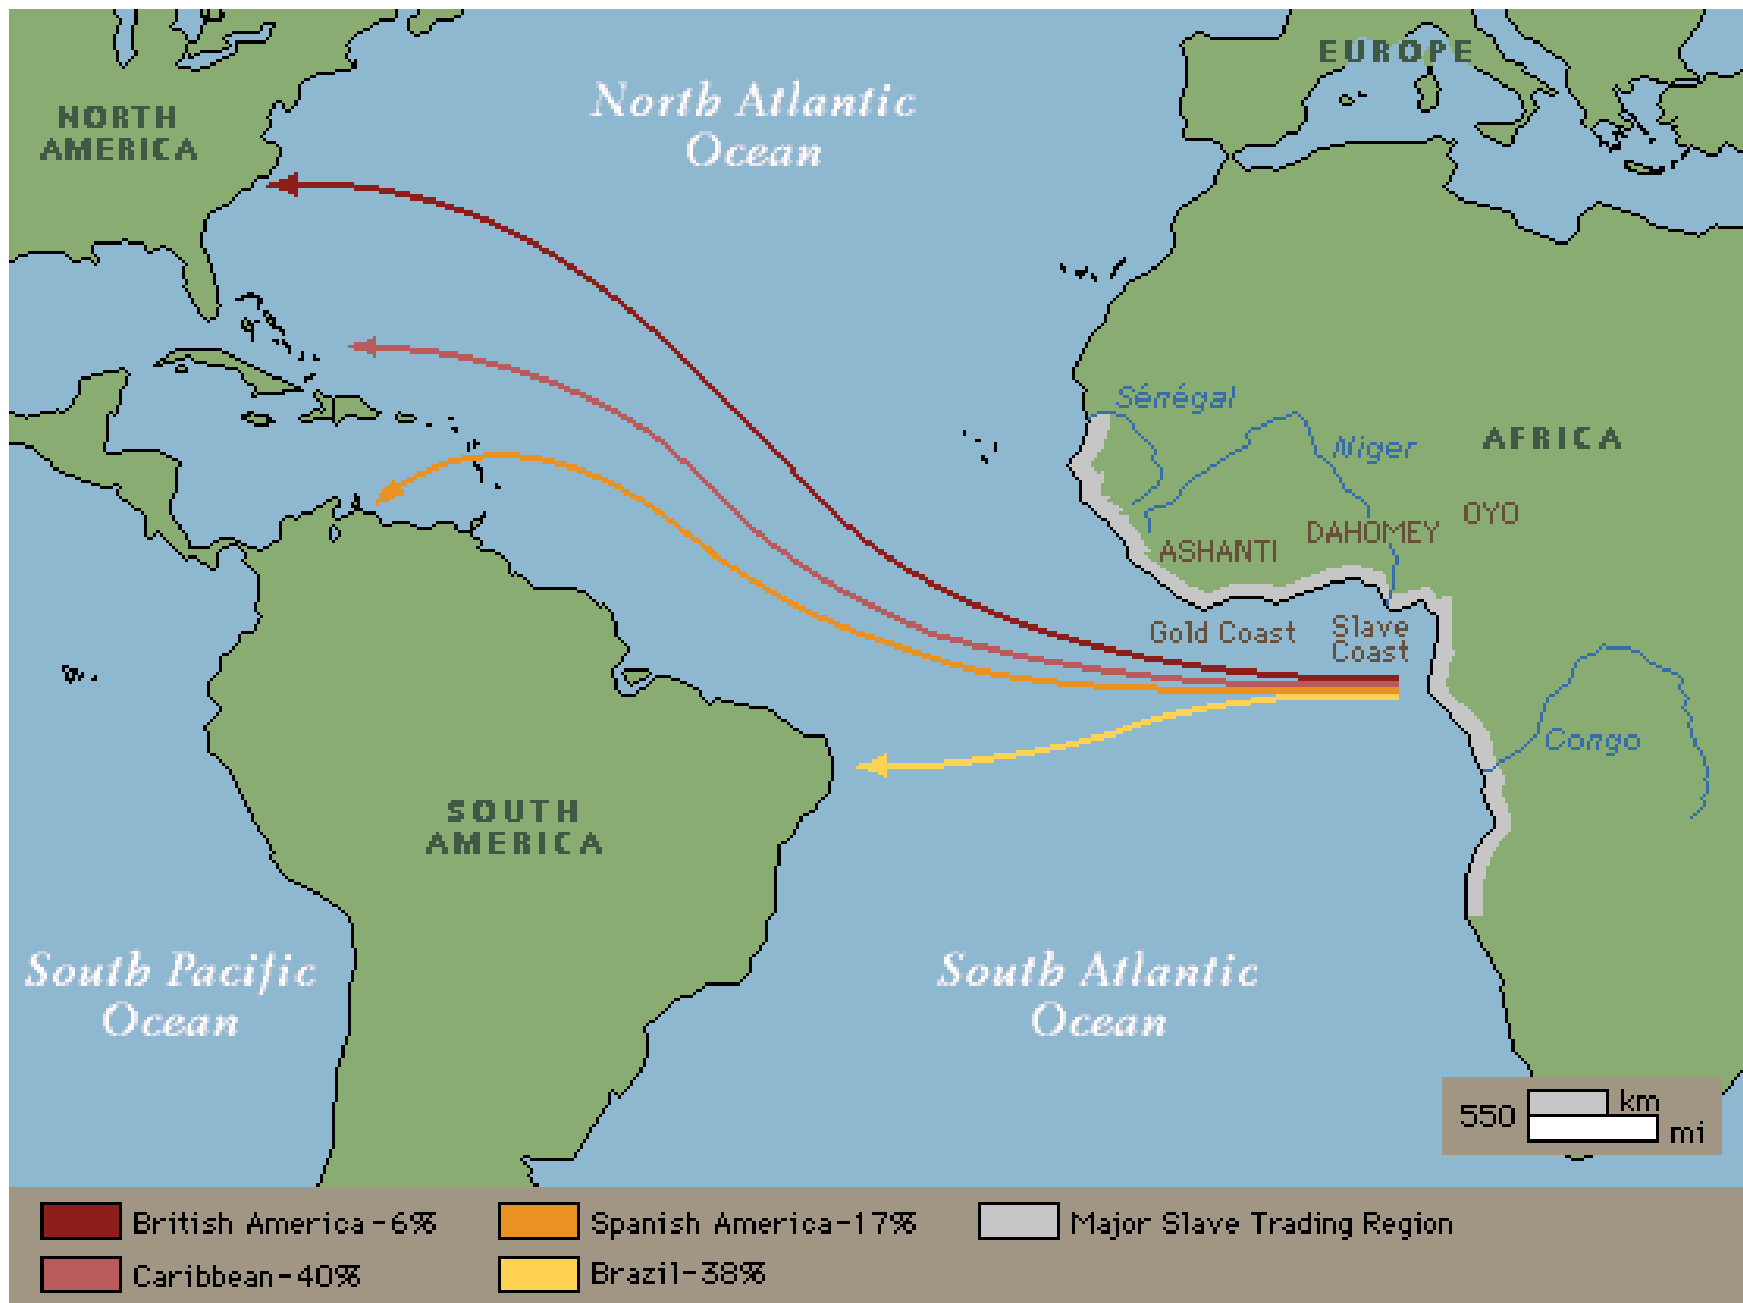 EUROPE
NORTH
AMERICA
North Atlantic
Ocean
Sénégal
Niger
AFRICA
OYO
DAHOMEY
ASHANTI
Gold Coast
Slave
Coast
Congo
SOUTH
AMERICA
South Pacific
Ocean
South Atlantic
Ocean
550 km
mi
British America-6%
Spanish America-17%
Major Slave Trading Region
Caribbean-40%
Brazil-38%